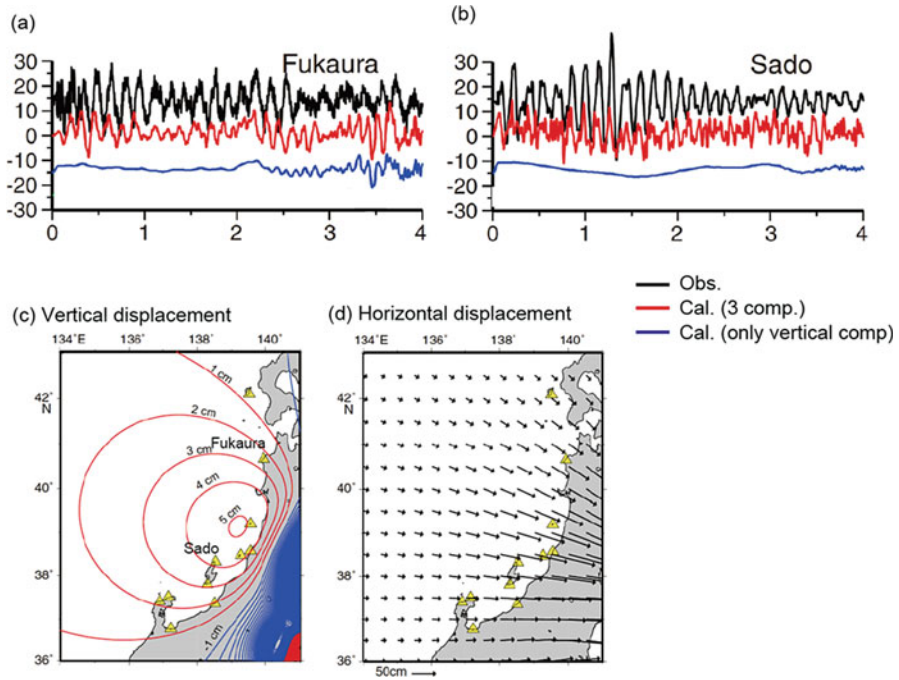 (a)
Fukaura
30
20
10
0
-10
-20
-30
0 1 2 3 4
(b)
Sado
30
20
10
0
-10
-20
-30
0 1 2 3 4
Obs.
Cal. (3 comp.)
Cal. (only vertical comp)
(c) Vertical displacement
134˚E 136˚ 138˚ 140˚
1 cm
42˚
N
2 cm
Fukaura
3 cm
40˚
4 cm
5 cm
Sado
38˚
-1 cm
36˚
(d) Horizontal displacement
134˚E 136˚ 138˚ 140˚
42˚
N
40˚
38˚
36˚
50cm